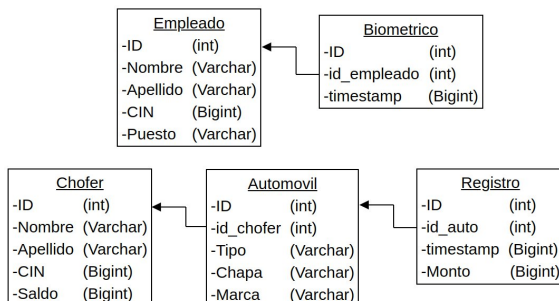 Empleado
-ID (int)
-Nombre (Varchar)
-Apellido (Varchar)
-CIN (Bigint)
-Puesto (Varchar)
Biometrico
-ID (int)
-id_empleado (int)
-timestamp (Bigint)
Chofer
-ID (int)
-Nombre (Varchar)
-Apellido (Varchar)
-CIN (Bigint)
-Saldo (Bigint)
Automovil
-ID (int)
-id_chofer (int)
-Tipo (Varchar)
-Chapa (Varchar)
-Marca (Varchar)
Registro
-ID (int)
-id_auto (int)
-timestamp (Bigint)
-Monto (Bigint)